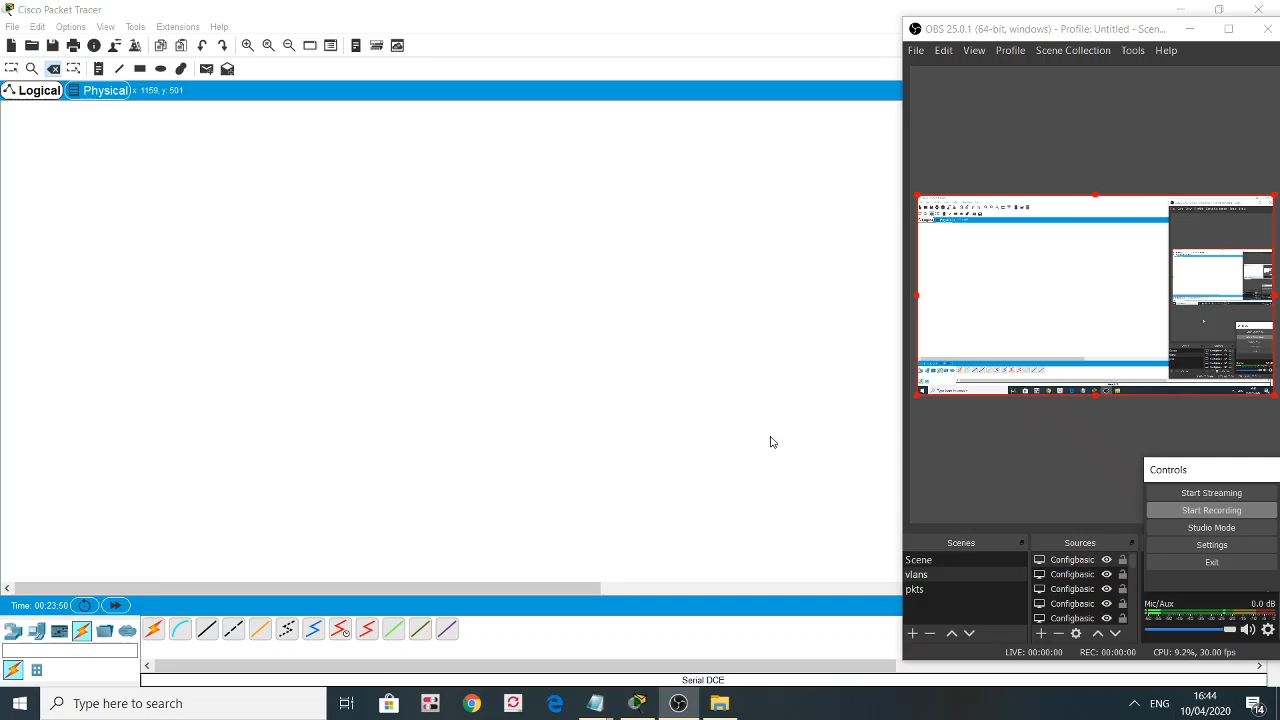 Cisco Packet Tracer
File Edit Options View Tools Extensions Help
Logical Physical x: 1159, y: 501
Time: 00:23:50
Serial DCE
OBS 25.0.1 (64-bit, windows) - Profile: Untitled - Scen...
File Edit View Profile Scene Collection Tools Help
Controls
Start Streaming
Start Recording
Studio Mode
Settings
Exit
Scenes
Scene
vlans
pkts
Sources
Configbasic
Configbasic
Configbasic
Configbasic
Configbasic
Mic/Aux 0.0 dB
LIVE: 00:00:00 REC: 00:00:00 CPU: 9.2%, 30.00 fps
Type here to search
ENG
16:44
10/04/2020